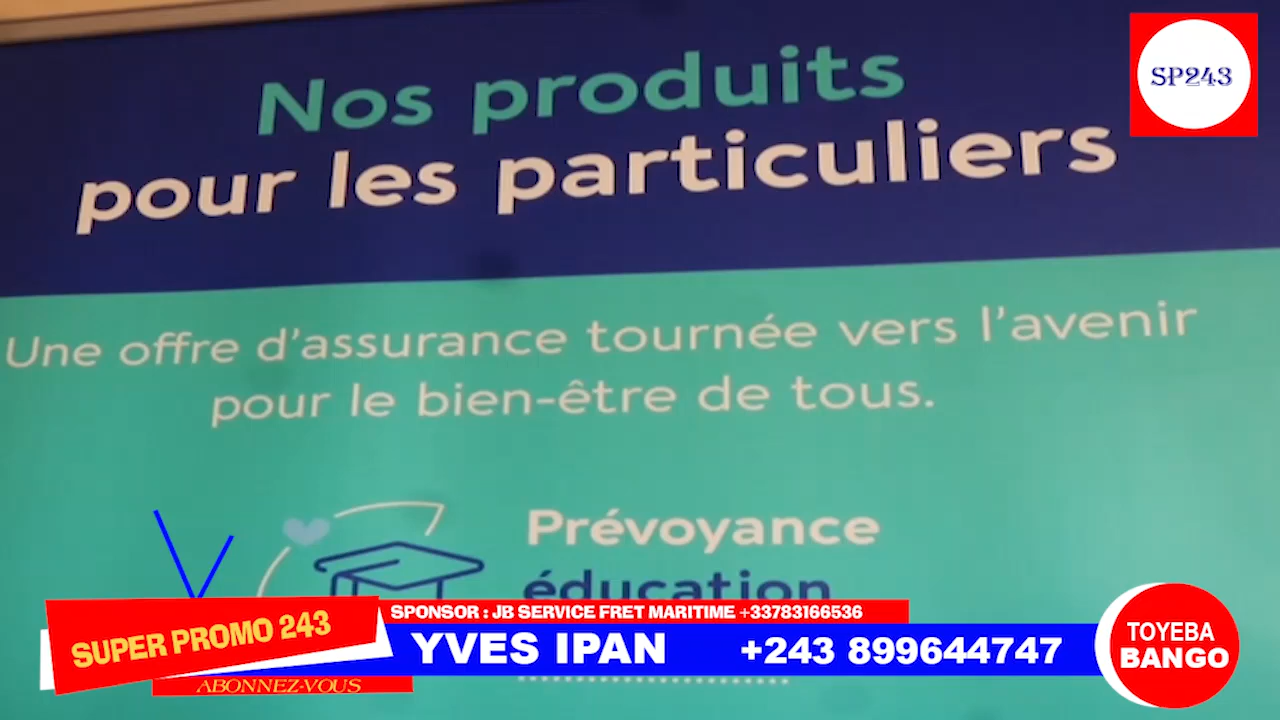 SP243
Nos produits
pour les particuliers
Une offre d'assurance tournée vers l'avenir
pour le bien-être de tous.
Prévoyance
éducation
SPONSOR : JB SERVICE FRET MARITIME +33783166536
SUPER PROMO 243
YVES IPAN +243 899644747
TOYEBA
BANGO
ABONNEZ-VOUS